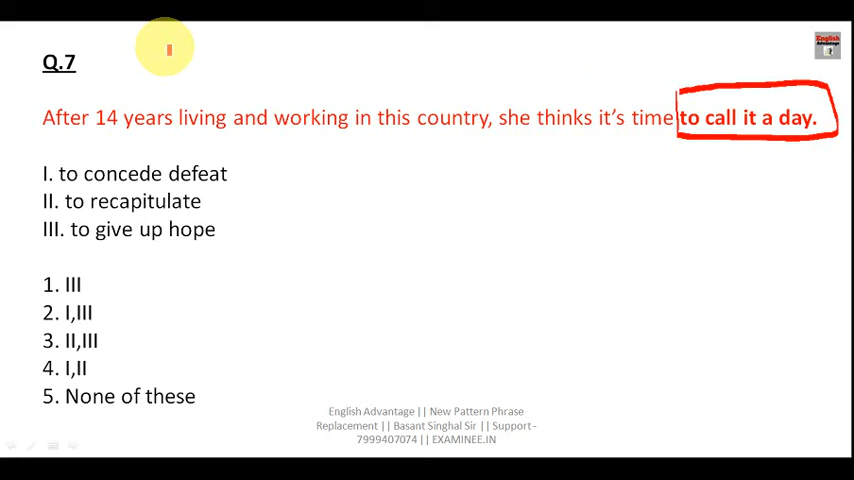 English
Advantage
Q.7
After 14 years living and working in this country, she thinks it's time to call it a day.
I. to concede defeat
II. to recapitulate
III. to give up hope
1. III
2. I,III
3. II,III
4. I,II
5. None of these
English Advantage || New Pattern Phrase
Replacement || Basant Singhal Sir || Support -
7999407074 || EXAMINEE.IN